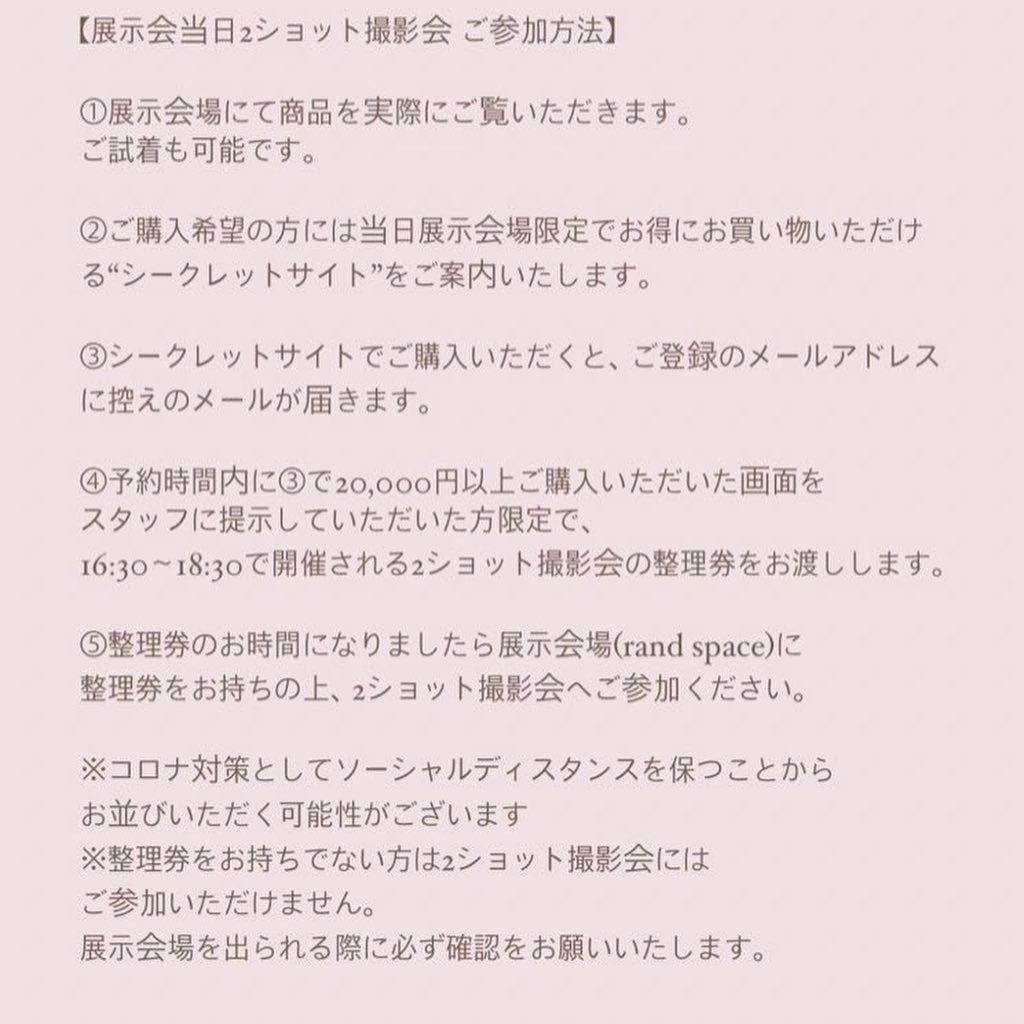 【展示会当日2ショット撮影会 ご参加方法】
①展示会場にて商品を実際にご覧いただきます。
ご試着も可能です。
②ご購入希望の方には当日展示会場限定でお得にお買い物いただけ
る“シークレットサイト”をご案内いたします。
③シークレットサイトでご購入いただくと、ご登録のメールアドレス
に控えのメールが届きます。
④予約時間内に③で20,000円以上ご購入いただいた画面を
スタッフに提示していただいた方限定で、
16:30~18:30で開催される2ショット撮影会の整理券をお渡しします。
⑤整理券のお時間になりましたら展示会場(rand space)に
整理券をお持ちの上、2ショット撮影会へご参加ください。
※コロナ対策としてソーシャルディスタンスを保つことから
お並びいただく可能性がございます
※整理券をお持ちでない方は2ショット撮影会には
ご参加いただけません。
展示会場を出られる際に必ず確認をお願いいたします。